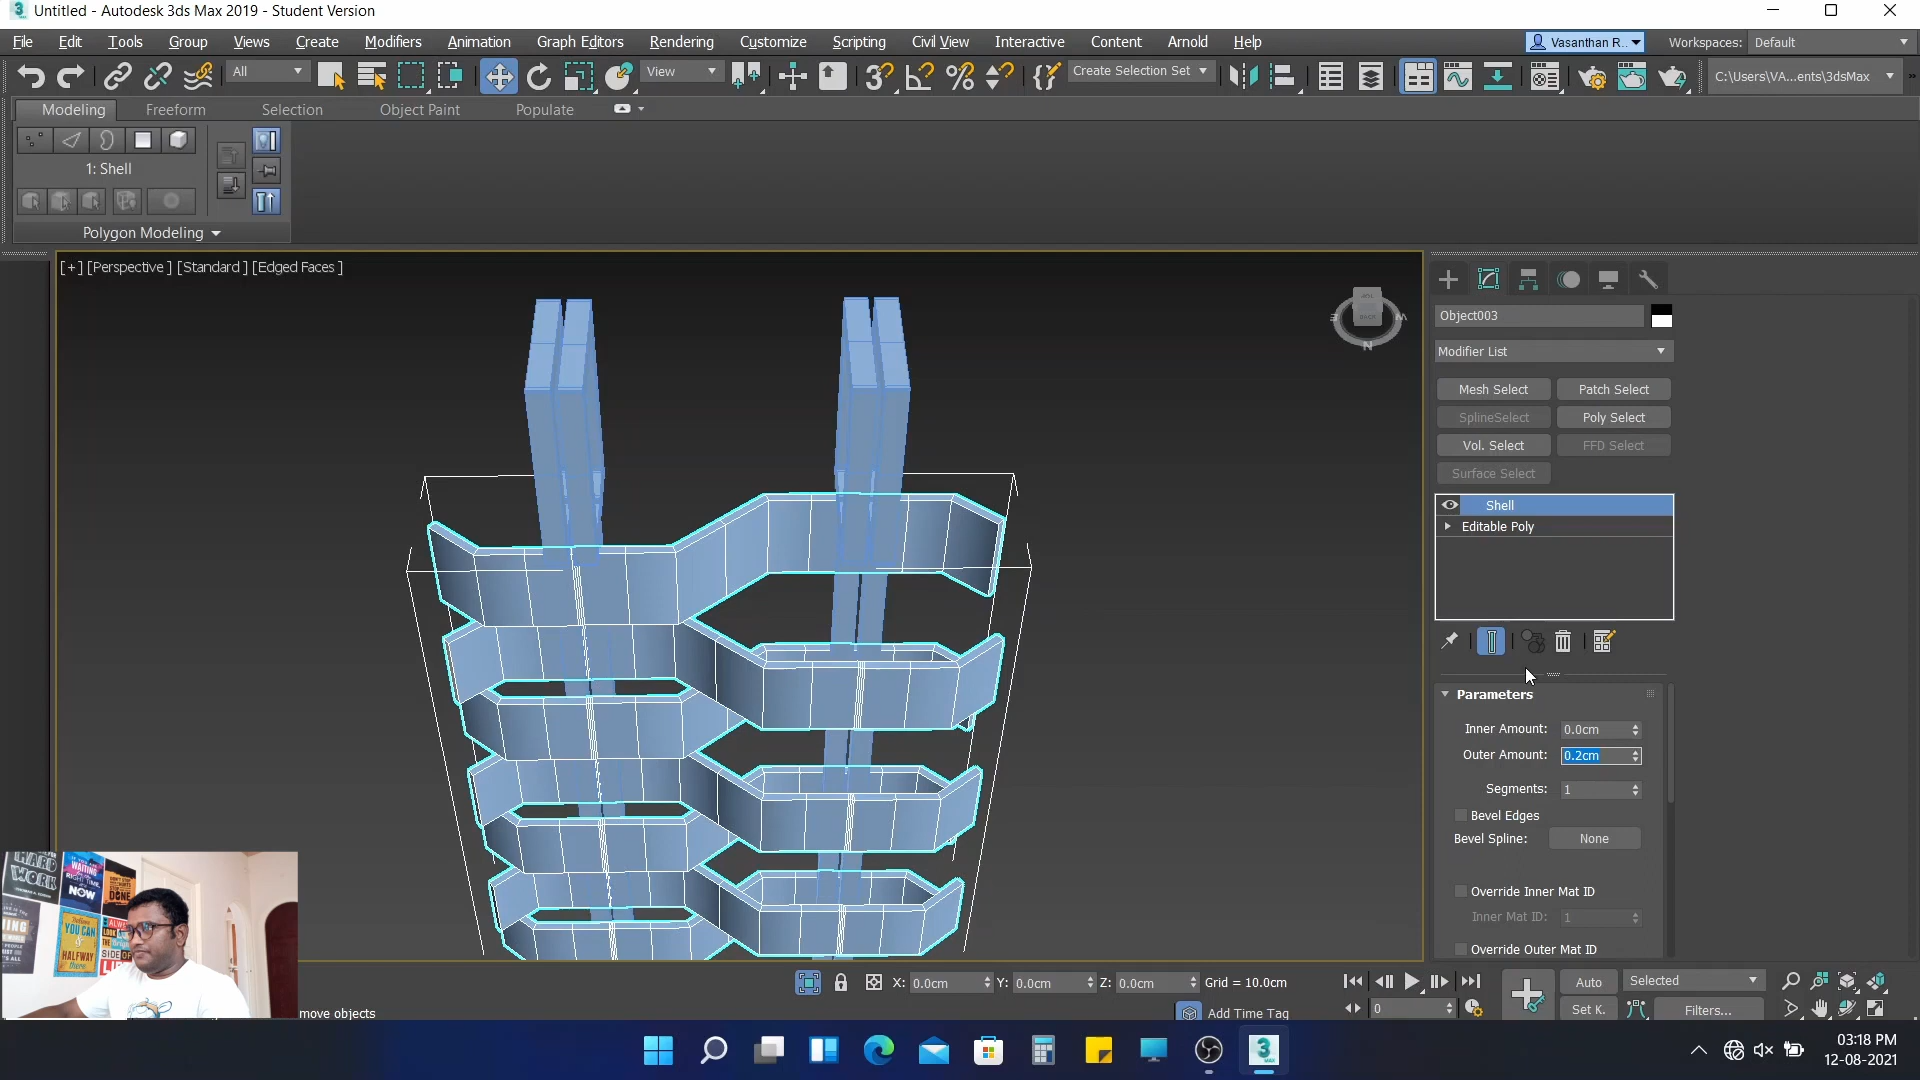 Untitled - Autodesk 3ds Max 2019 - Student Version
File Edit Tools Group Views Create Modifiers Animation Graph Editors Rendering Customize Scripting Civil View Interactive Content Arnold Help
Vasanthan R.. Workspaces: Default
All View Create Selection Set C:\Users\VA...ents\3dsMax
Modeling Freeform Selection Object Paint Populate
1: Shell
Polygon Modeling
[+] [Perspective ] [Standard ] [Edged Faces ]
N
Object003
Modifier List
Mesh Select Patch Select
SplineSelect Poly Select
Vol. Select FFD Select
Surface Select
Shell
Editable Poly
Parameters
Inner Amount: 0.0cm
Outer Amount: 0.2cm
Segments: 1
Bevel Edges
Bevel Spline: None
Override Inner Mat ID
Inner Mat ID: 1
Override Outer Mat ID
HARD
WORK
WAITING
RIGHT TIME
NOW
DONE
BELIEVE
YOU CAN
&
HALFWAY
SIDE OF
X: 0.0cm Y: 0.0cm Z: 0.0cm Grid = 10.0cm
move objects
Add Time Tag
0
Auto Selected
Set K. Filters...
03:18 PM
12-08-2021